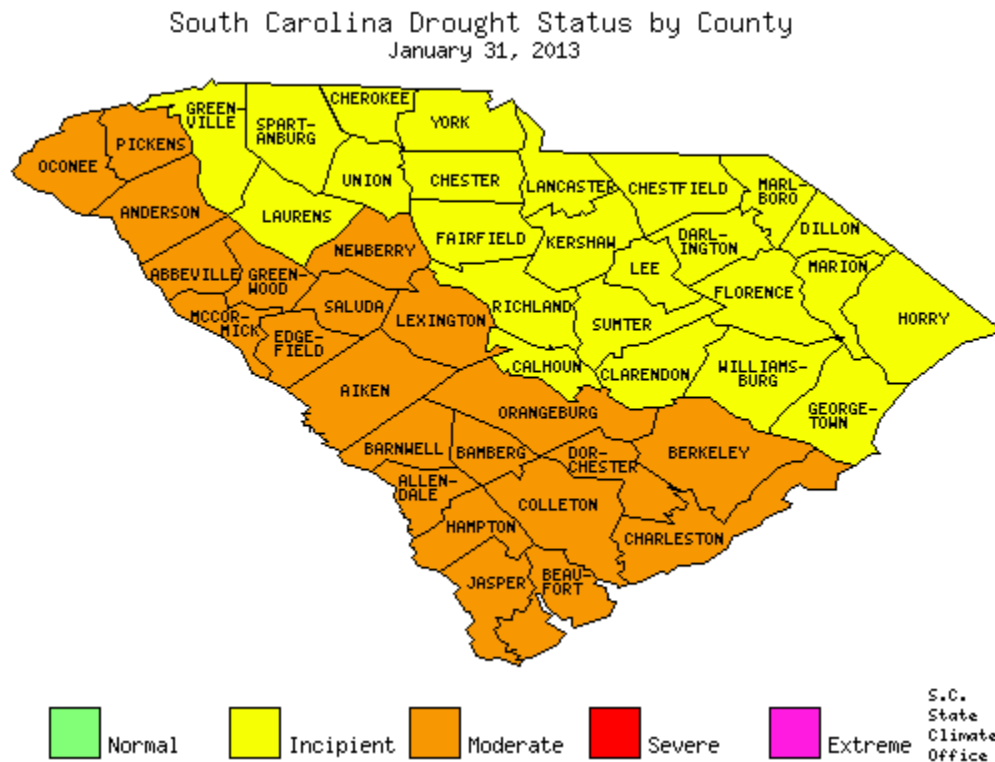 South Carolina Drought Status by County
January 31, 2013
CHEROKEE
GREEN-
VILLE
SPART-
ANBURG
YORK
PICKENS
OCONEE
UNION
CHESTER
LANCASTER
CHESTFIELD
MARL-
BORO
ANDERSON
LAURENS
DILLON
NEWBERRY
FAIRFIELD
KERSHAW
DARL-
INGTON
LEE
MARION
ABBEVILLE
GREEN-
WOOD
FLORENCE
SALUDA
RICHLAND
MCCOR-
MICK
LEXINGTON
SUMTER
HORRY
EDGE-
FIELD
CALHOUN
CLARENDON
WILLIAMS-
BURG
AIKEN
ORANGEBURG
GEORGE-
TOWN
BARNWELL
BAMBERG
DOR-
CHESTER
BERKELEY
ALLEN-
DALE
COLLETON
HAMPTON
CHARLESTON
JASPER
BEAU-
FORT
Normal
Incipient
Moderate
Severe
Extreme
S.C.
State
Climate
Office